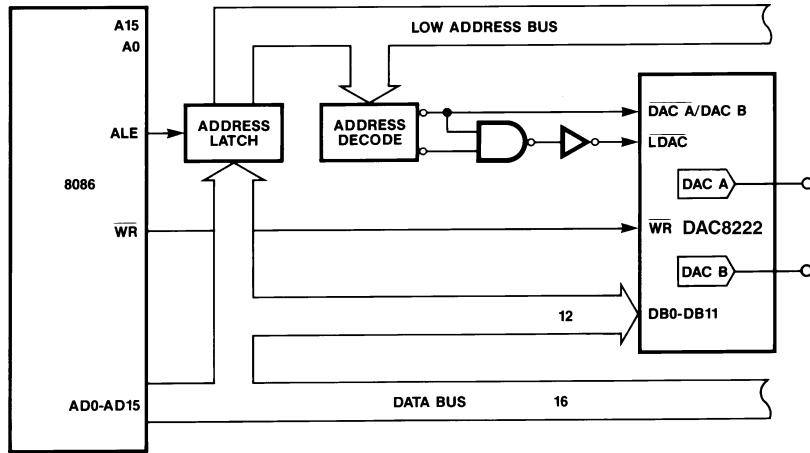 A15
A0
LOW ADDRESS BUS
ALE
ADDRESS
LATCH
ADDRESS
DECODE
DAC A/DAC B
LDAC
8086
DAC A
WR
WR DAC8222
DAC B
12
DB0-DB11
AD0-AD15
DATA BUS 16